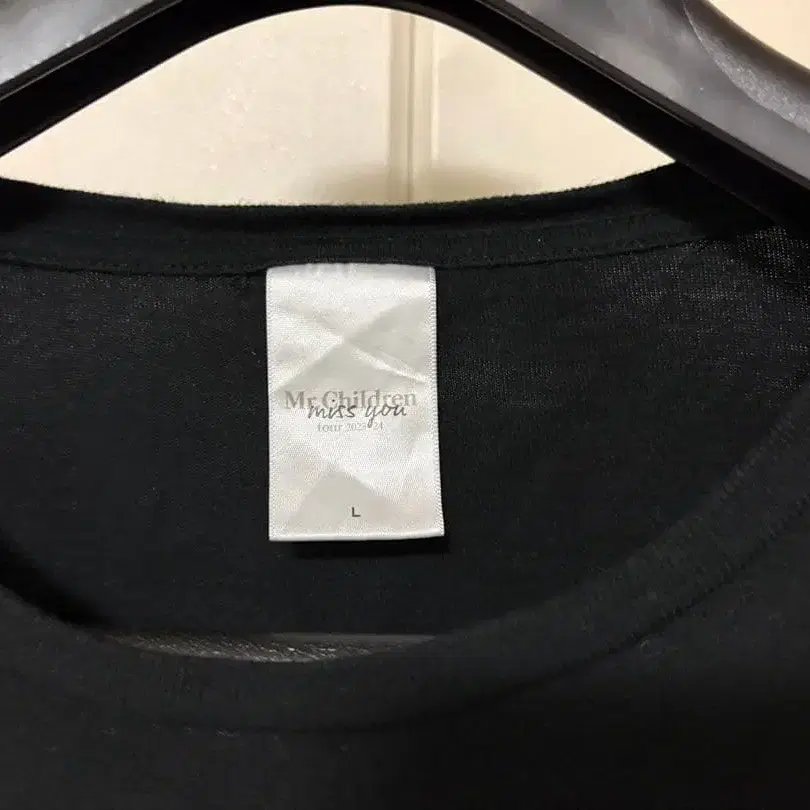 Mr.Children
miss you
tour 2023/24
L